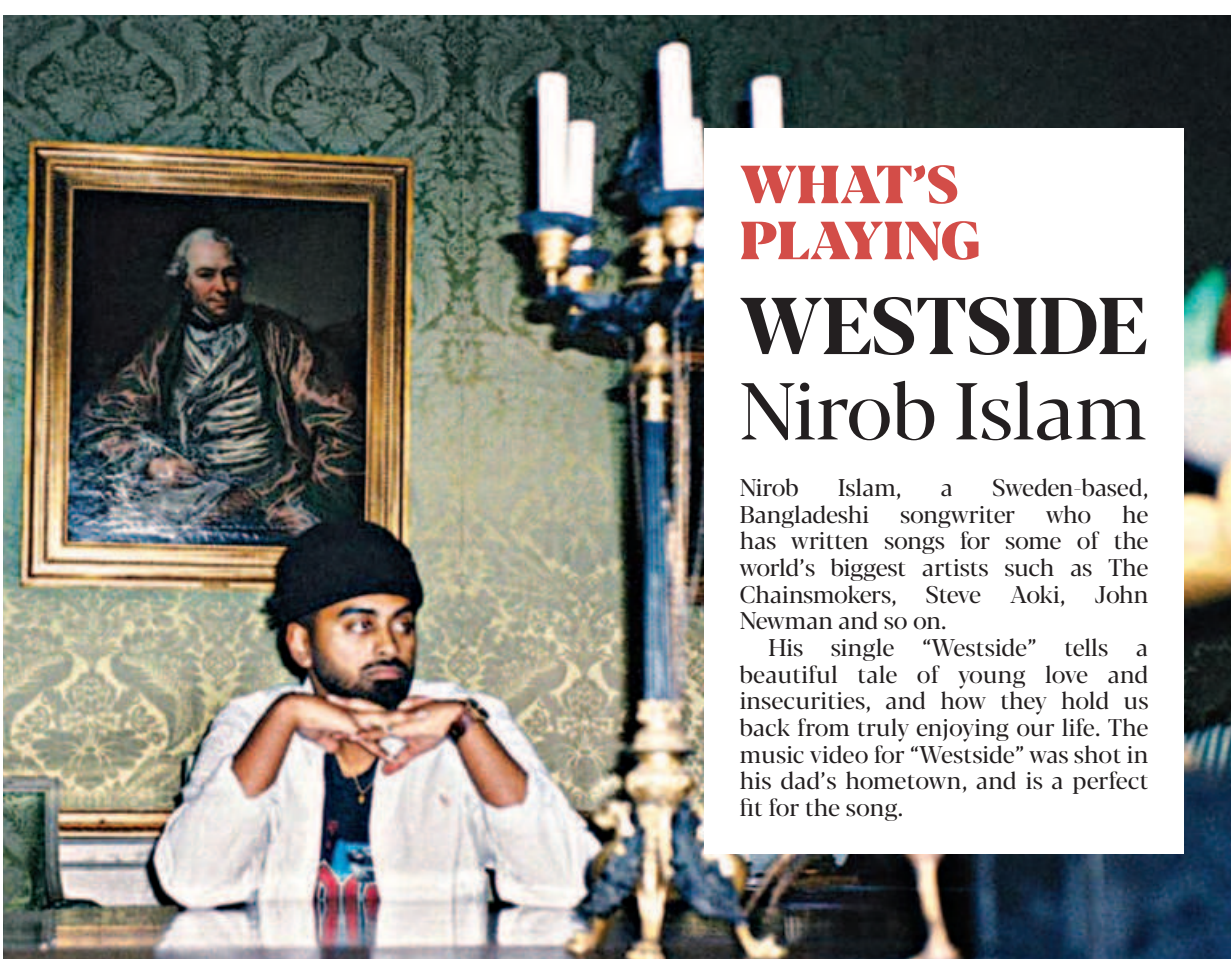 WHAT'S
PLAYING
WESTSIDE
Nirob Islam
Nirob Islam, a Sweden-based,
Bangladeshi songwriter who he
has written songs for some of the
world's biggest artists such as The
Chainsmokers, Steve Aoki, John
Newman and so on.
His single “Westside” tells a
beautiful tale of young love and
insecurities, and how they hold us
back from truly enjoying our life. The
music video for “Westside” was shot in
his dad's hometown, and is a perfect
fit for the song.